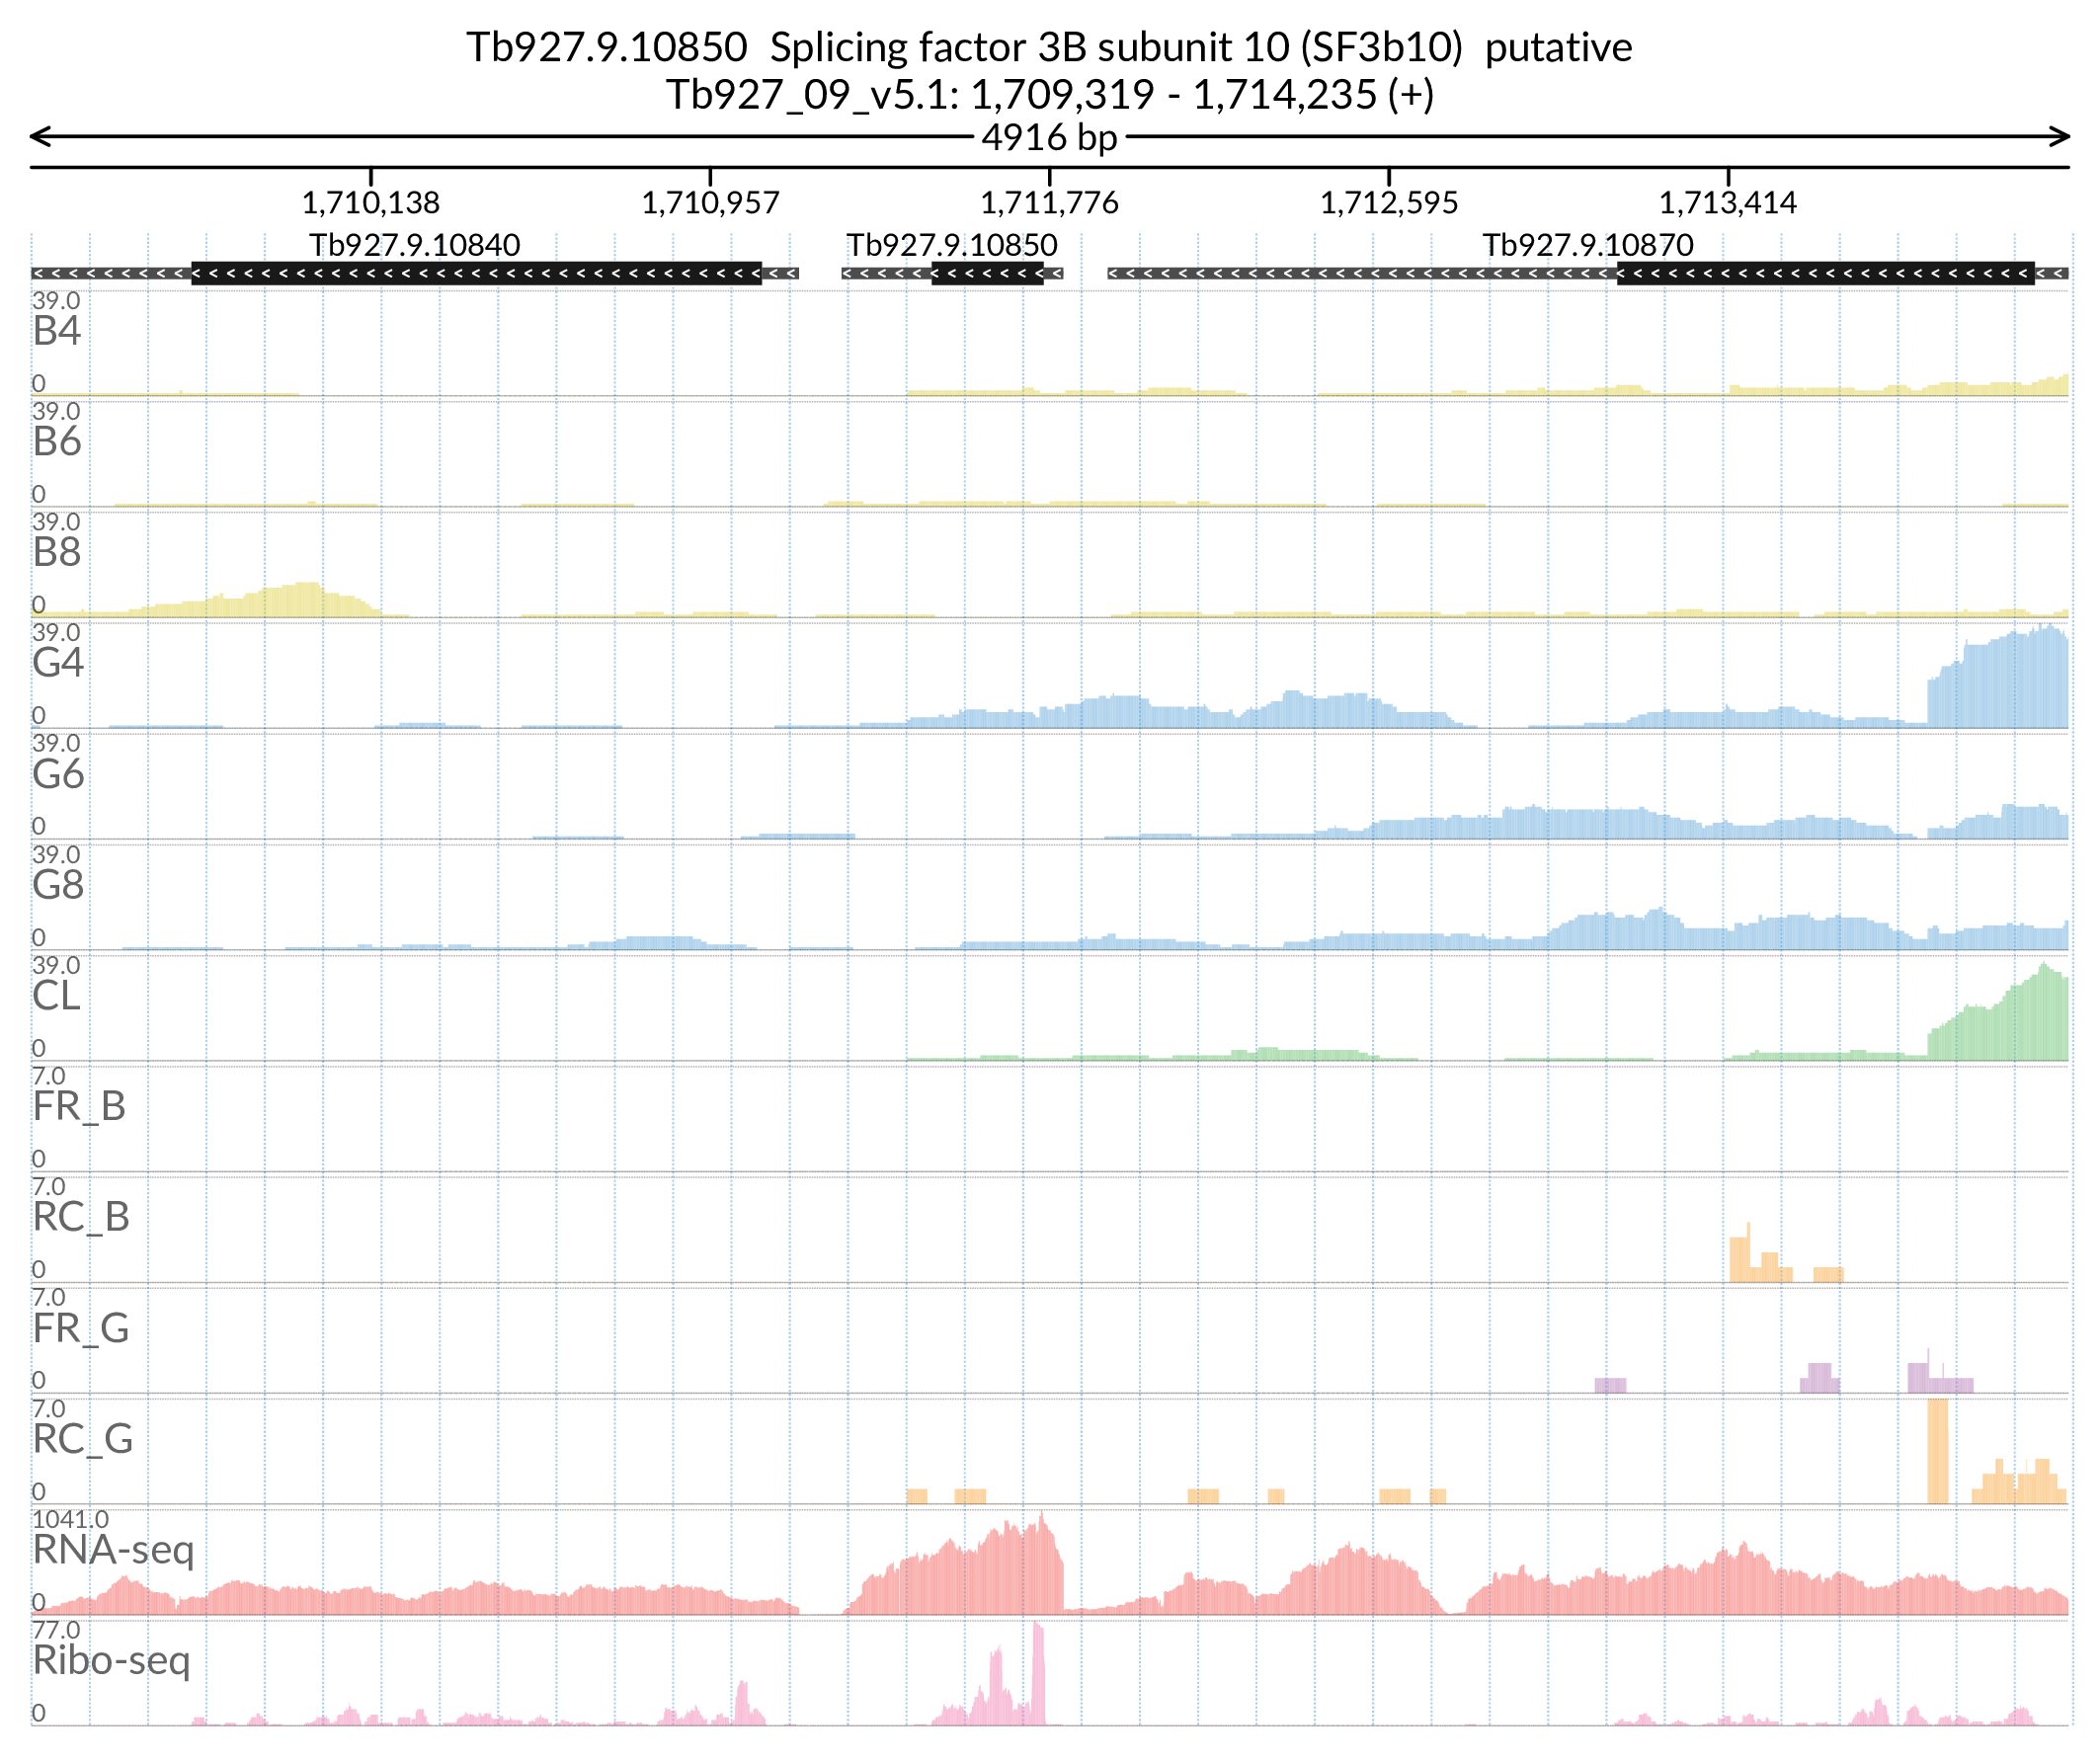 Tb927.9.10850  Splicing factor 3B subunit 10 (SF3b10)  putative
Tb927_09_v5.1: 1,709,319 - 1,714,235 (+)
4916 bp
1,710,138 1,710,957 1,711,776 1,712,595 1,713,414
Tb927.9.10840 Tb927.9.10850 Tb927.9.10870
39.0
B4
0
39.0
B6
0
39.0
B8
0
39.0
G4
0
39.0
G6
0
39.0
G8
0
39.0
CL
0
7.0
FR_B
0
7.0
RC_B
0
7.0
FR_G
0
7.0
RC_G
0
1041.0
RNA-seq
0
77.0
Ribo-seq
0